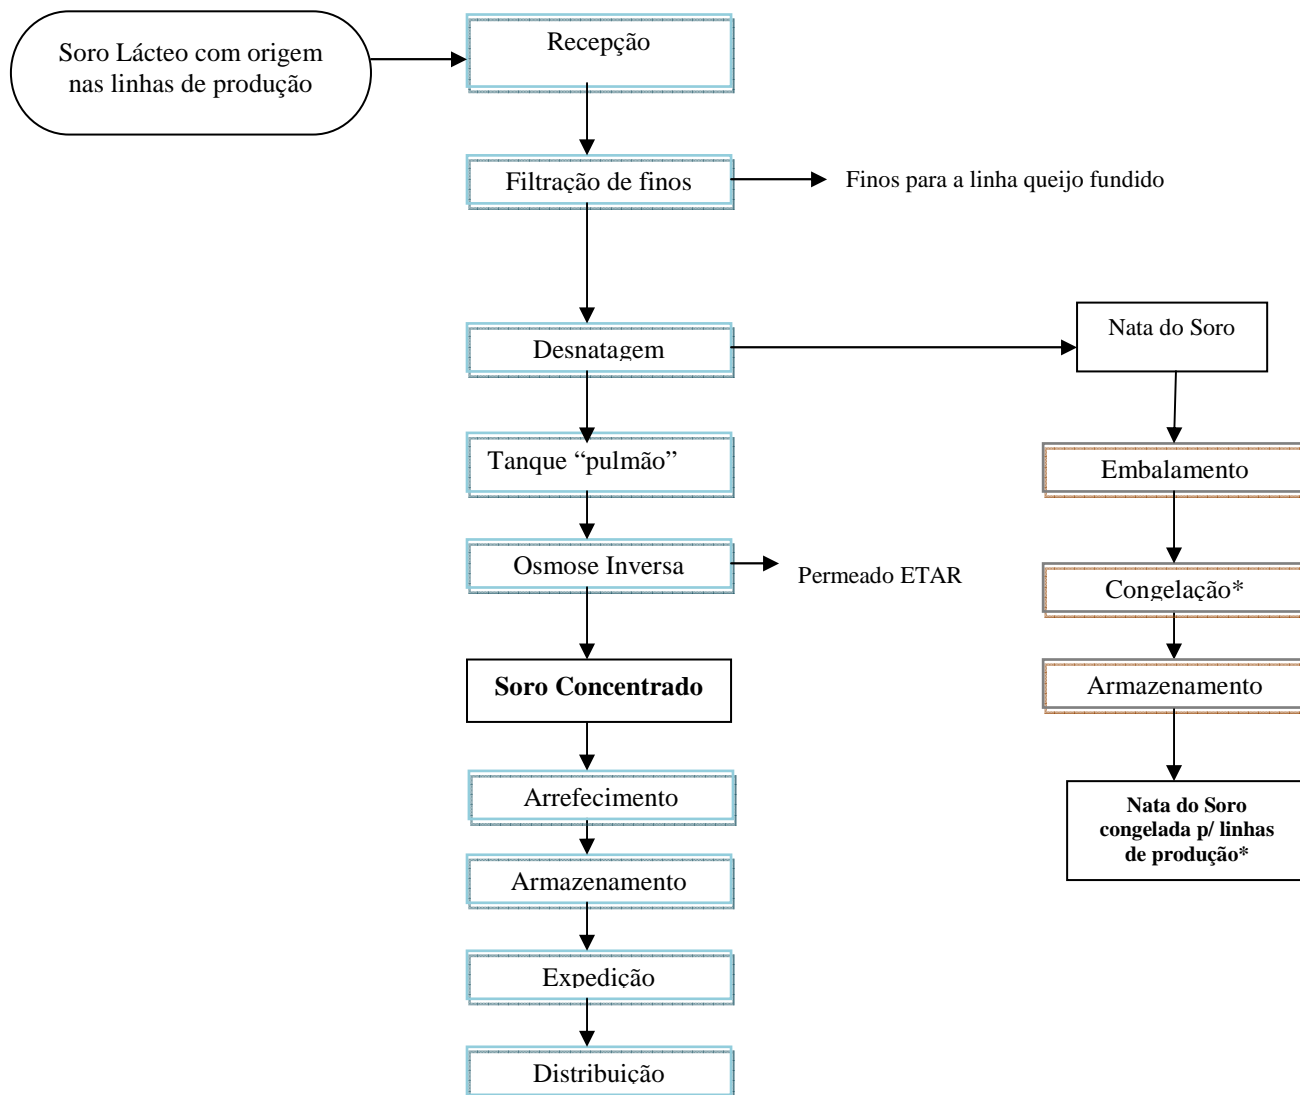 Soro Lácteo com origem
nas linhas de produção
Recepção
Filtração de finos
Finos para a linha queijo fundido
Desnatagem
Nata do Soro
Tanque “pulmão”
Embalamento
Osmose Inversa
Permeado ETAR
Congelação*
Soro Concentrado
Armazenamento
Arrefecimento
Nata do Soro
congelada p/ linhas
de produção*
Armazenamento
Expedição
Distribuição